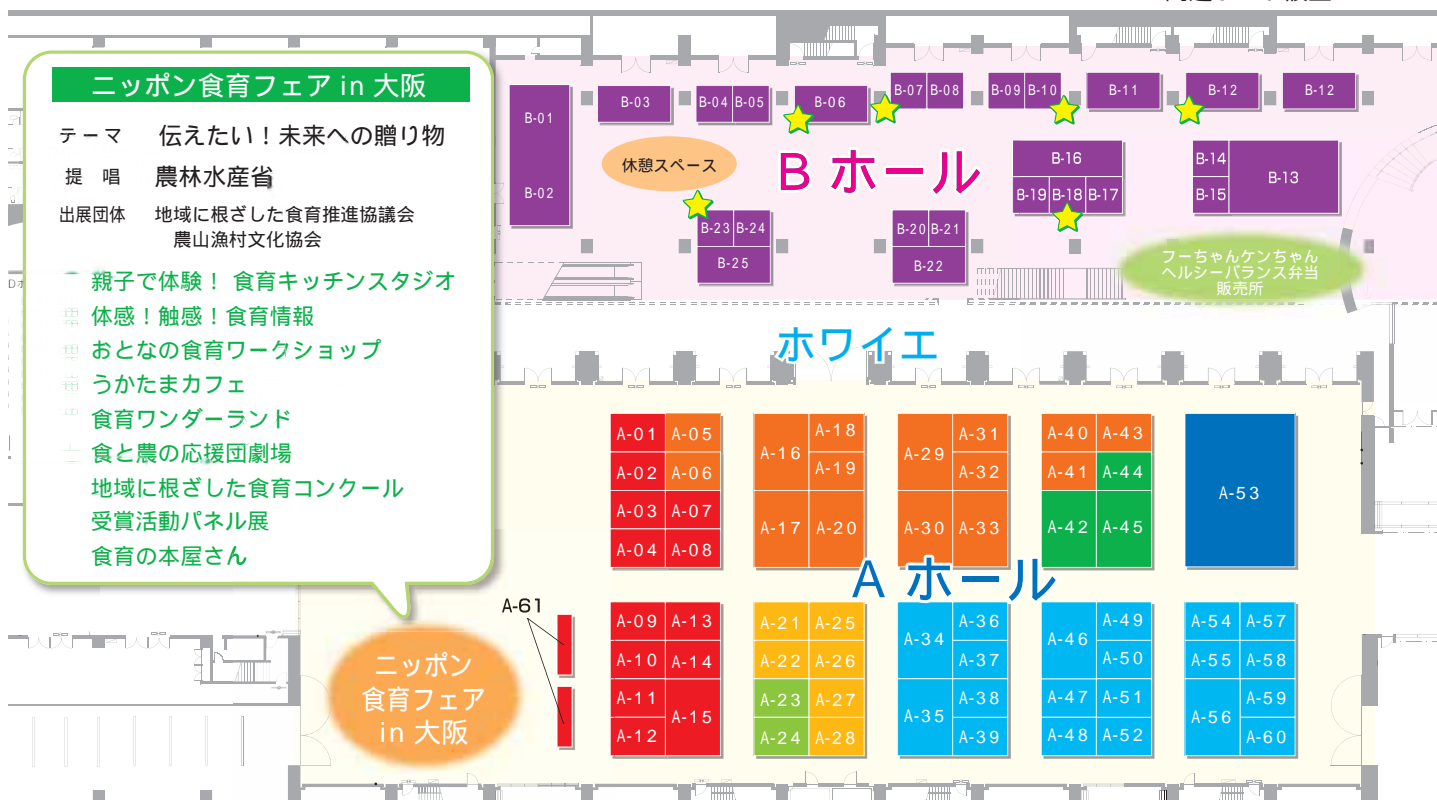 ニッポン食育フェア in 大阪
テーマ 伝えたい！未来への贈り物
提 唱 農林水産省
出展団体 地域に根ざした食育推進協議会
農山漁村文化協会
親子で体験！ 食育キッチンスタジオ
体感！触感！食育情報
おとなの食育ワークショップ
うかたまカフェ
食育ワンダーランド
食と農の応援団劇場
地域に根ざした食育コンクール
受賞活動パネル展
食育の本屋さん
B-01
B-02
B-03
B-04 B-05
B-06
B-07 B-08
B-09 B-10
B-11
B-12
B-12
休憩スペース
B ホール
B-16
B-19 B-18 B-17
B-14
B-15
B-13
B-23 B-24
B-25
B-20 B-21
B-22
フーちゃんケンちゃん
ヘルシーバランス弁当
販売所
ホワイエ
A-01 A-05
A-02 A-06
A-03 A-07
A-04 A-08
A-16
A-18
A-19
A-17 A-20
A-29
A-31
A-32
A-30 A-33
A-40 A-43
A-41 A-44
A-42 A-45
A-53
A ホール
A-61
ニッポン
食育フェア
in 大阪
A-09 A-13
A-10 A-14
A-11
A-12
A-15
A-21 A-25
A-22 A-26
A-23 A-27
A-24 A-28
A-34
A-36
A-37
A-35
A-38
A-39
A-46
A-49
A-50
A-47 A-51
A-48 A-52
A-54 A-57
A-55 A-58
A-56
A-59
A-60